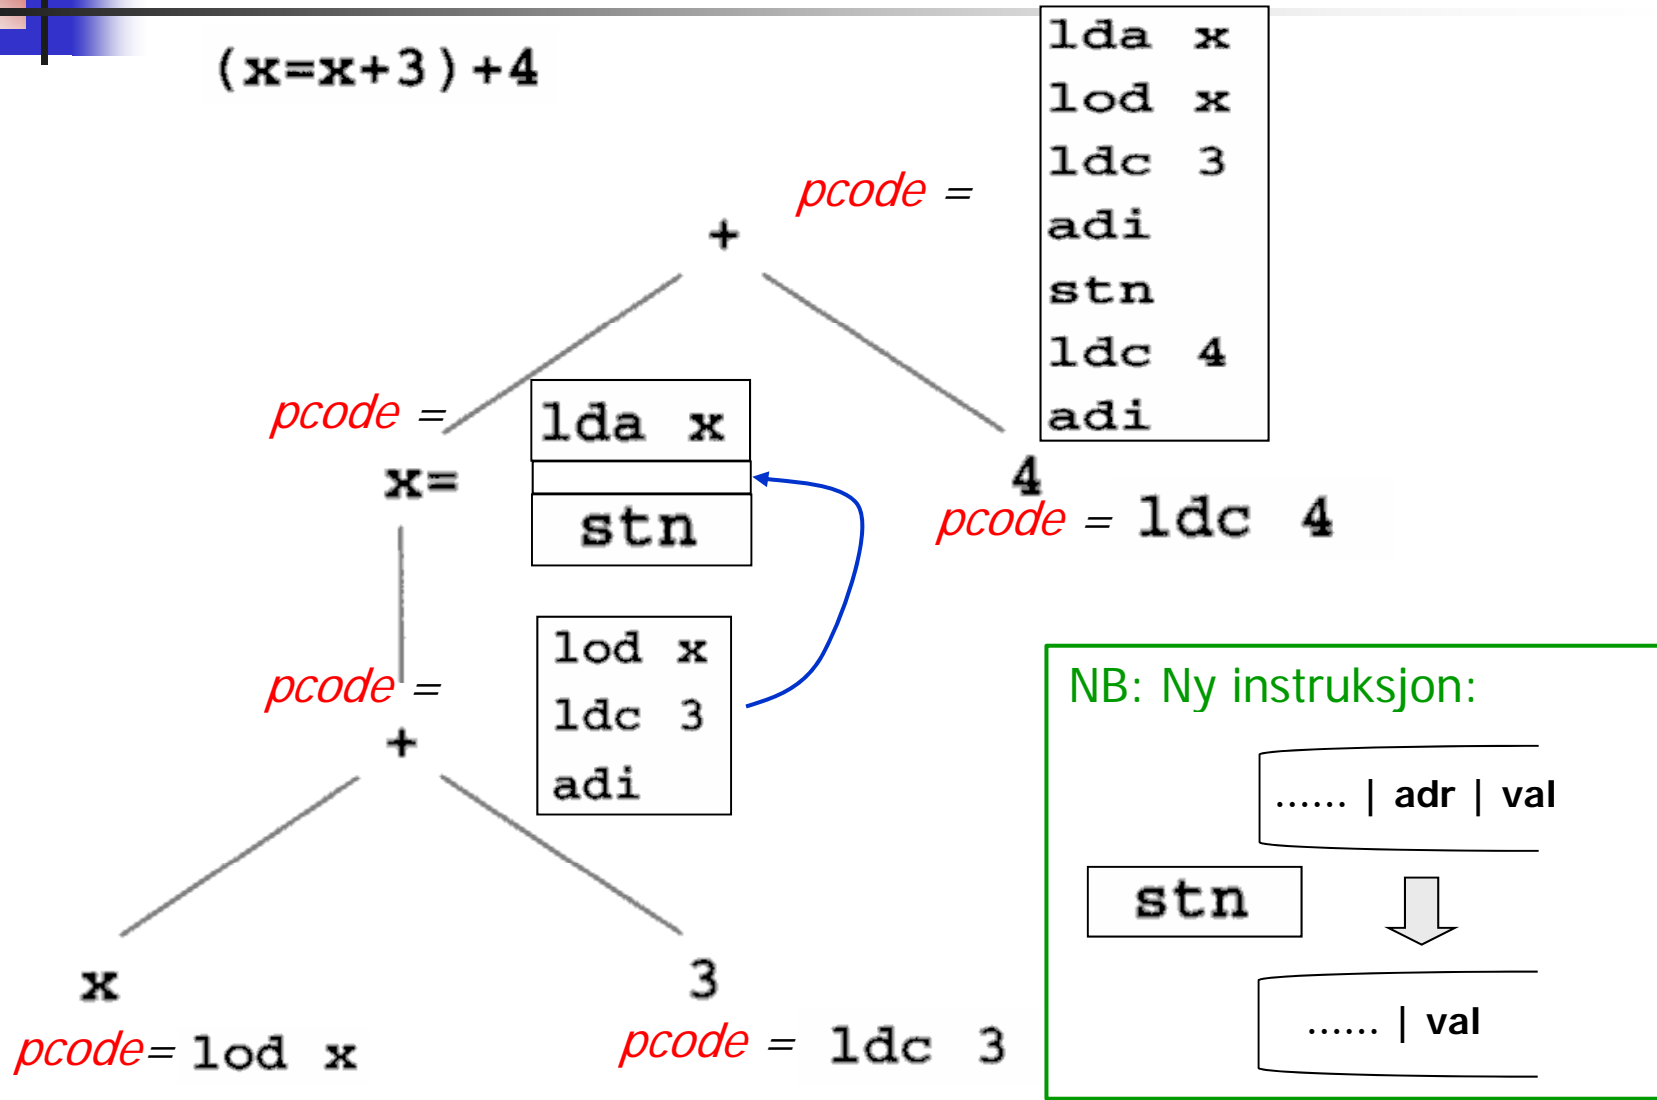 (x=x+3)+4
lda x
lod x
ldc 3
adi
stn
ldc 4
adi
pcode =
+
pcode =
lda x
stn
x=
4
pcode = ldc 4
pcode =
lod x
ldc 3
adi
+
x
pcode= lod x
3
pcode = ldc 3
NB: Ny instruksjon:
...... | adr | val
stn
...... | val